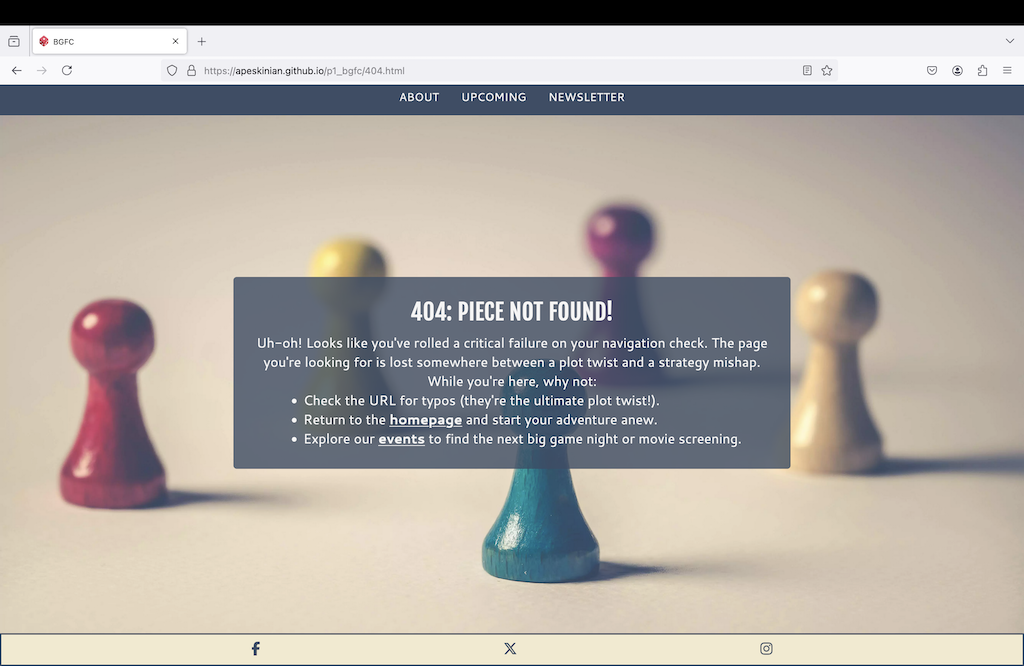 BGFC
https://apeskinian.github.io/p1_bgfc/404.html
ABOUT UPCOMING NEWSLETTER
404: PIECE NOT FOUND!
Uh-oh! Looks like you've rolled a critical failure on your navigation check. The page
you're looking for is lost somewhere between a plot twist and a strategy mishap.
While you're here, why not:
• Check the URL for typos (they're the ultimate plot twist!).
• Return to the homepage and start your adventure anew.
• Explore our events to find the next big game night or movie screening.